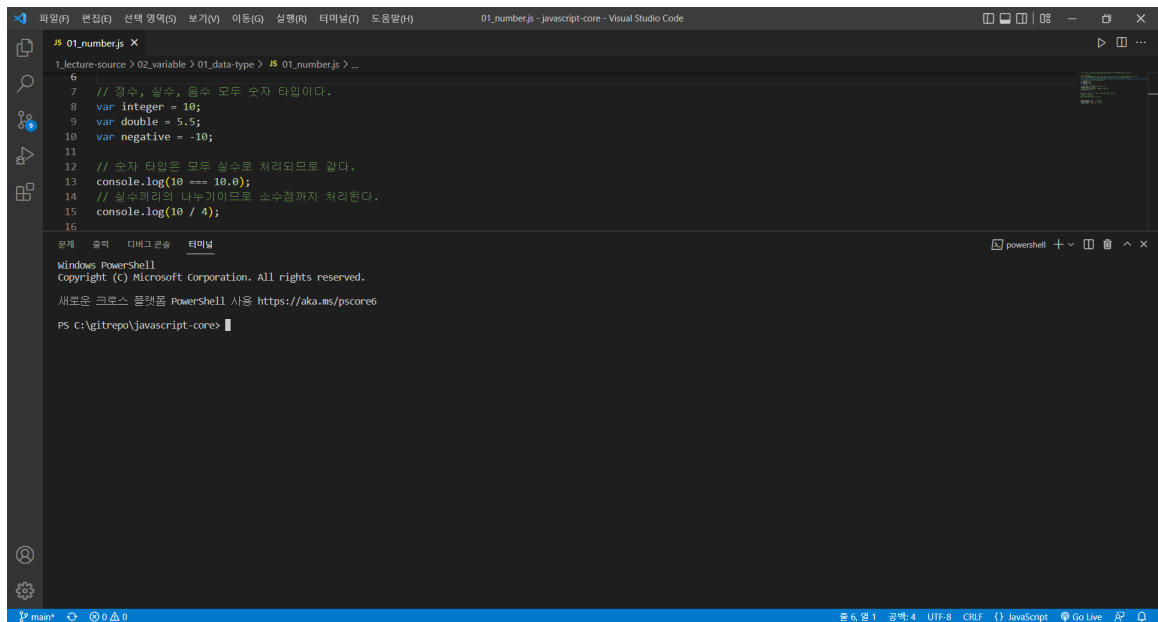 파일(F) 편집(E) 선택 영역(S) 보기(V) 이동(G) 실행(R) 터미널(T) 도움말(H) 01_number.js - javascript-core - Visual Studio Code
JS 01_number.js
1_lecture-source > 02_variable > 01_data-type > JS 01_number.js > ...
6
7 // 정수, 실수, 음수 모두 숫자 타입이다.
8 var integer = 10;
9 var double = 5.5;
10 var negative = -10;
11
12 // 숫자 타입은 모두 실수로 처리되므로 같다.
13 console.log(10 === 10.0);
14 // 실수끼리의 나누기이므로 소수점까지 처리된다.
15 console.log(10 / 4);
16
문제 출력 디버그 콘솔 터미널 powershell
Windows PowerShell
Copyright (C) Microsoft Corporation. All rights reserved.
새로운 크로스 플랫폼 PowerShell 사용 https://aka.ms/pscore6
PS C:\gitrepo\javascript-core>
main* 0 0 줄 6, 열 1 공백: 4 UTF-8 CRLF {} JavaScript Go Live